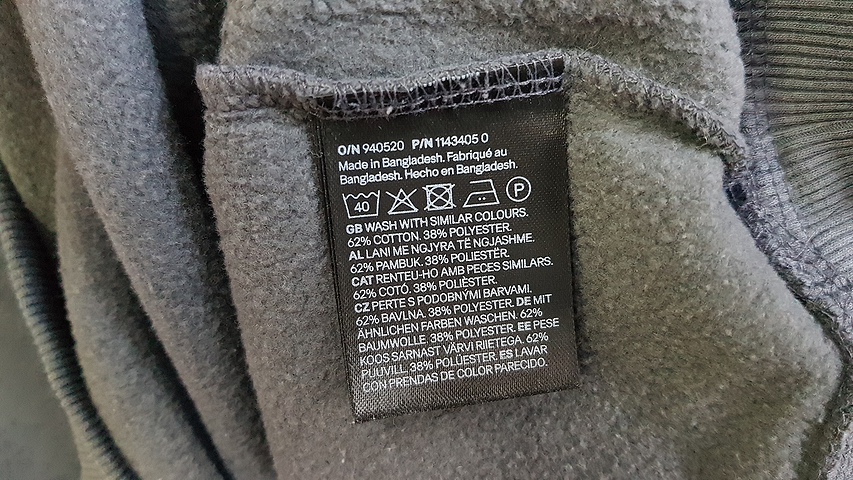 O/N 940520 P/N 1143405 0
Made in Bangladesh. Fabriqué au
Bangladesh. Hecho en Bangladesh.
40 P
GB WASH WITH SIMILAR COLOURS.
62% COTTON. 38% POLYESTER.
AL LANI ME NGJYRA TË NGJASHME.
62% PAMBUK. 38% POLIESTËR.
CAT RENTEU-HO AMB PECES SIMILARS.
62% COTÓ. 38% POLIÈSTER.
CZ PERTE S PODOBNÝMI BARVAMI.
62% BAVLNA. 38% POLYESTER. DE MIT
ÄHNLICHEN FARBEN WASCHEN. 62%
BAUMWOLLE. 38% POLYESTER. EE PESE
KOOS SARNAST VÄRVI RIIETEGA. 62%
PUUVILL. 38% POLÜESTER. ES LAVAR
CON PRENDAS DE COLOR PARECIDO.